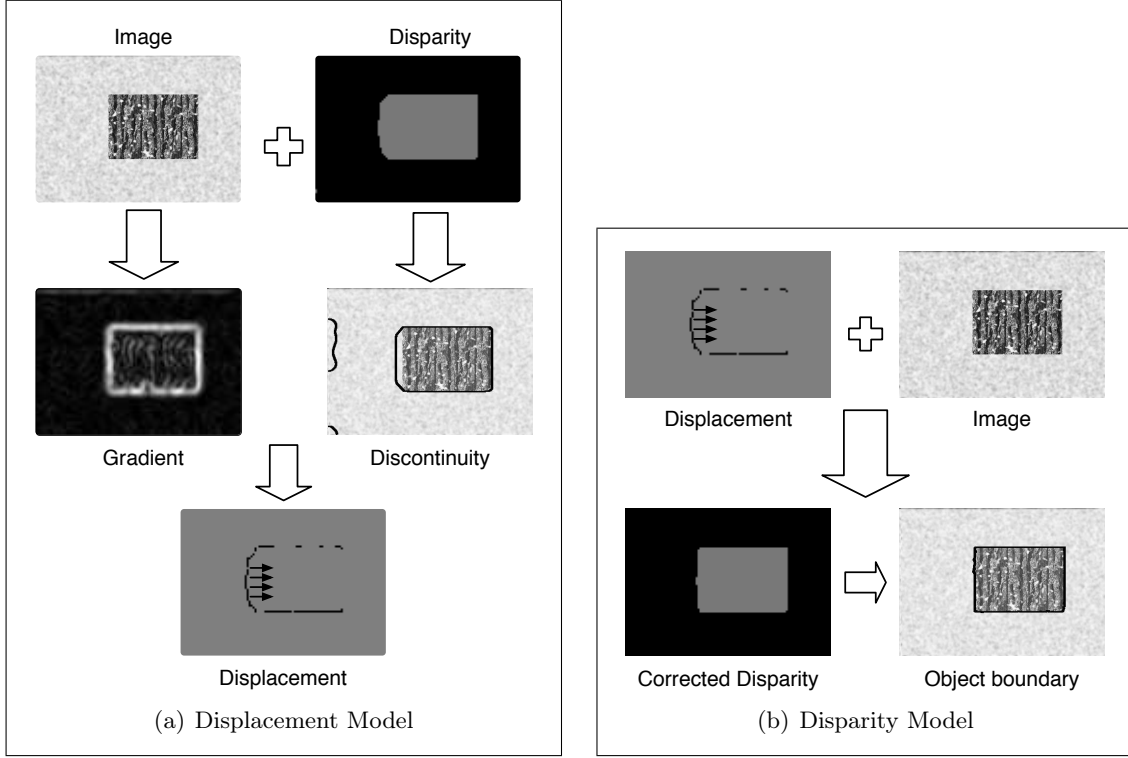 Image
Disparity
Gradient
Discontinuity
Displacement
(a) Displacement Model
Displacement
Image
Corrected Disparity
Object boundary
(b) Disparity Model